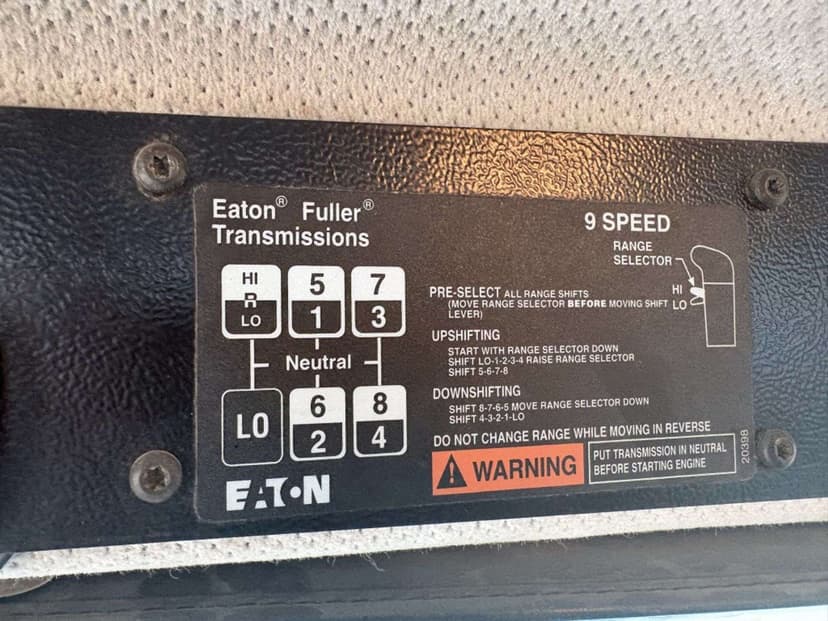 Eaton® Fuller®
Transmissions
9 SPEED
RANGE
SELECTOR
HI
LO
HI
R
LO
5
1
7
3
Neutral
LO
6
2
8
4
PRE-SELECT ALL RANGE SHIFTS
(MOVE RANGE SELECTOR BEFORE MOVING SHIFT
LEVER)
UPSHIFTING
START WITH RANGE SELECTOR DOWN
SHIFT LO-1-2-3-4 RAISE RANGE SELECTOR
SHIFT 5-6-7-8
DOWNSHIFTING
SHIFT 8-7-6-5 MOVE RANGE SELECTOR DOWN
SHIFT 4-3-2-1-LO
DO NOT CHANGE RANGE WHILE MOVING IN REVERSE
WARNING
PUT TRANSMISSION IN NEUTRAL
BEFORE STARTING ENGINE
20398
EATON